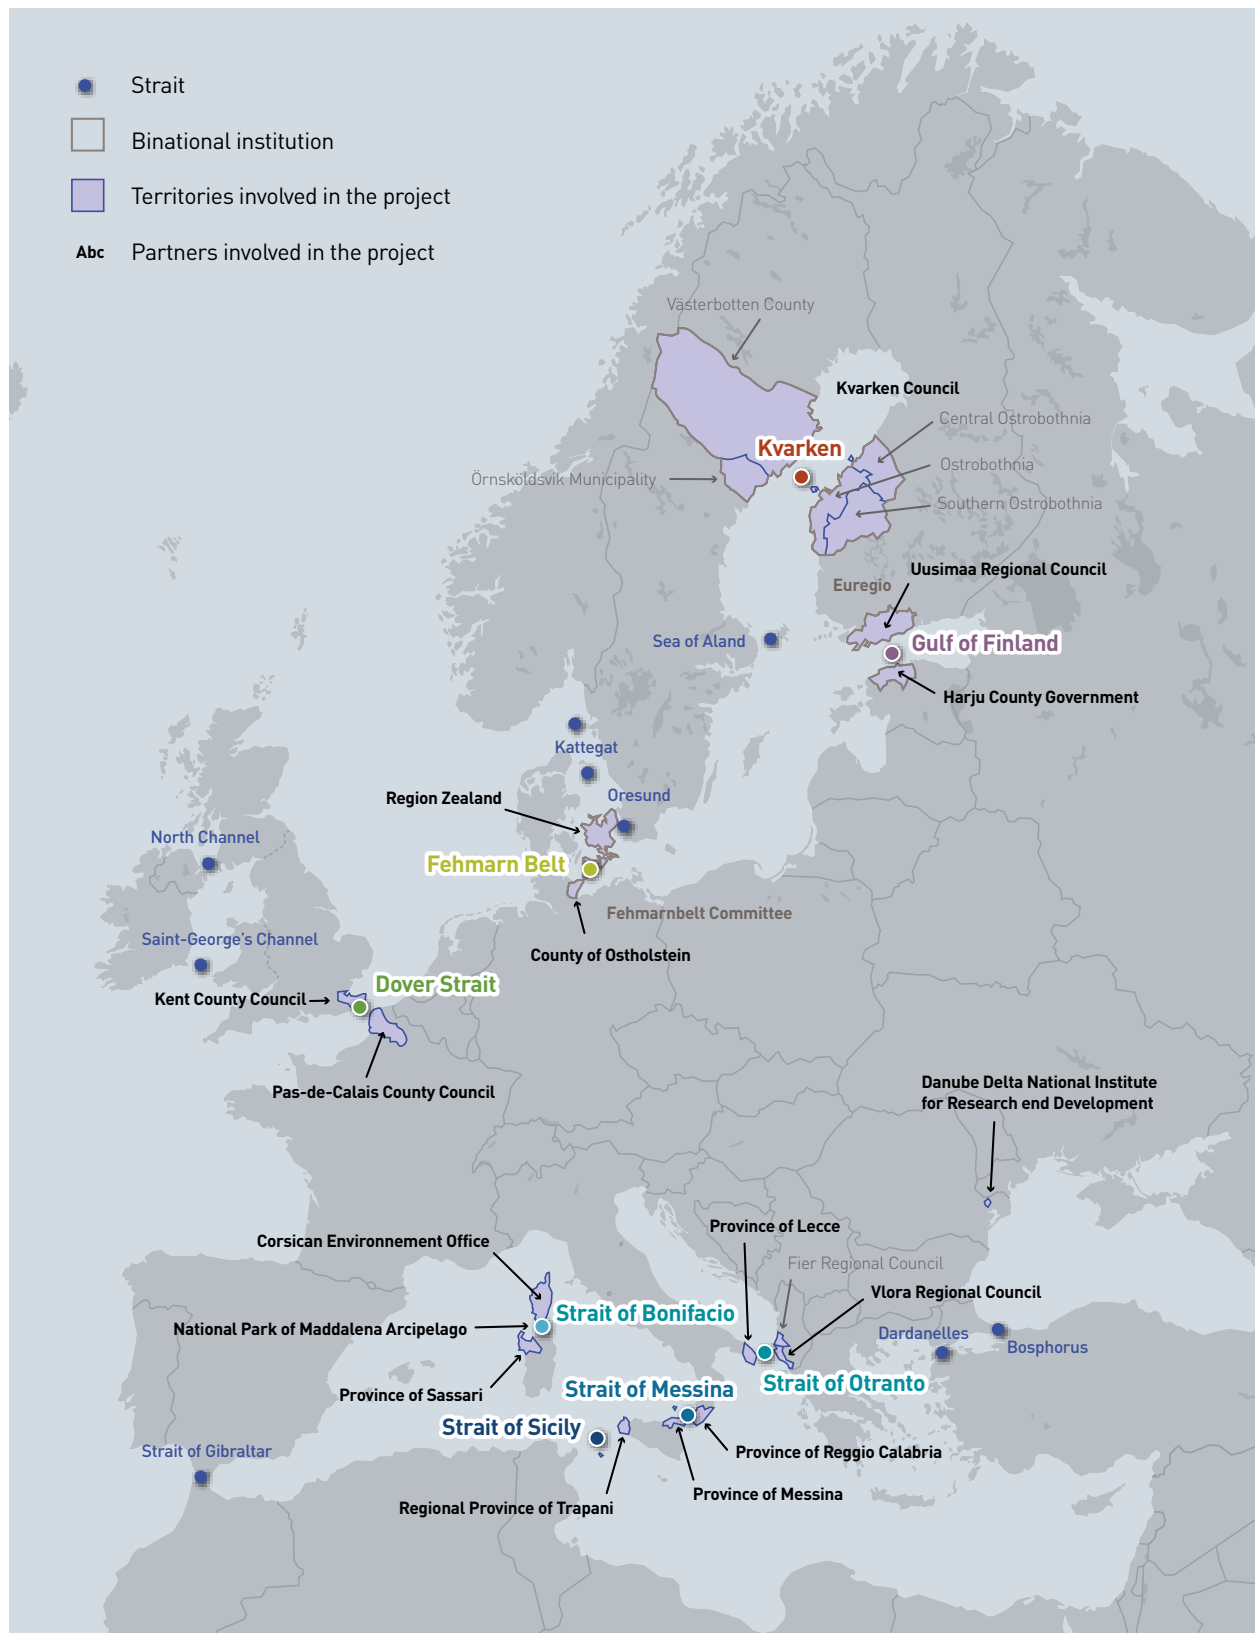 Strait
Binational institution
Territories involved in the project
Abc Partners involved in the project
Västerbotten County
Kvarken Council
Central Ostrobothnia
Kvarken
Ostrobothnia
Örnsköldsvik Municipality
Southern Ostrobothnia
Uusimaa Regional Council
Euregio
Sea of Aland
Gulf of Finland
Harju County Government
Kattegat
Region Zealand
Oresund
North Channel
Fehmarn Belt
Fehmarnbelt Committee
Saint-George's Channel
County of Ostholstein
Dover Strait
Kent County Council
Pas-de-Calais County Council
Danube Delta National Institute
for Research end Development
Province of Lecce
Corsican Environnement Office
Fier Regional Council
Vlora Regional Council
Strait of Bonifacio
National Park of Maddalena Arcipelago
Dardanelles
Bosphorus
Strait of Otranto
Strait of Messina
Province of Sassari
Strait of Sicily
Strait of Gibraltar
Province of Reggio Calabria
Province of Messina
Regional Province of Trapani